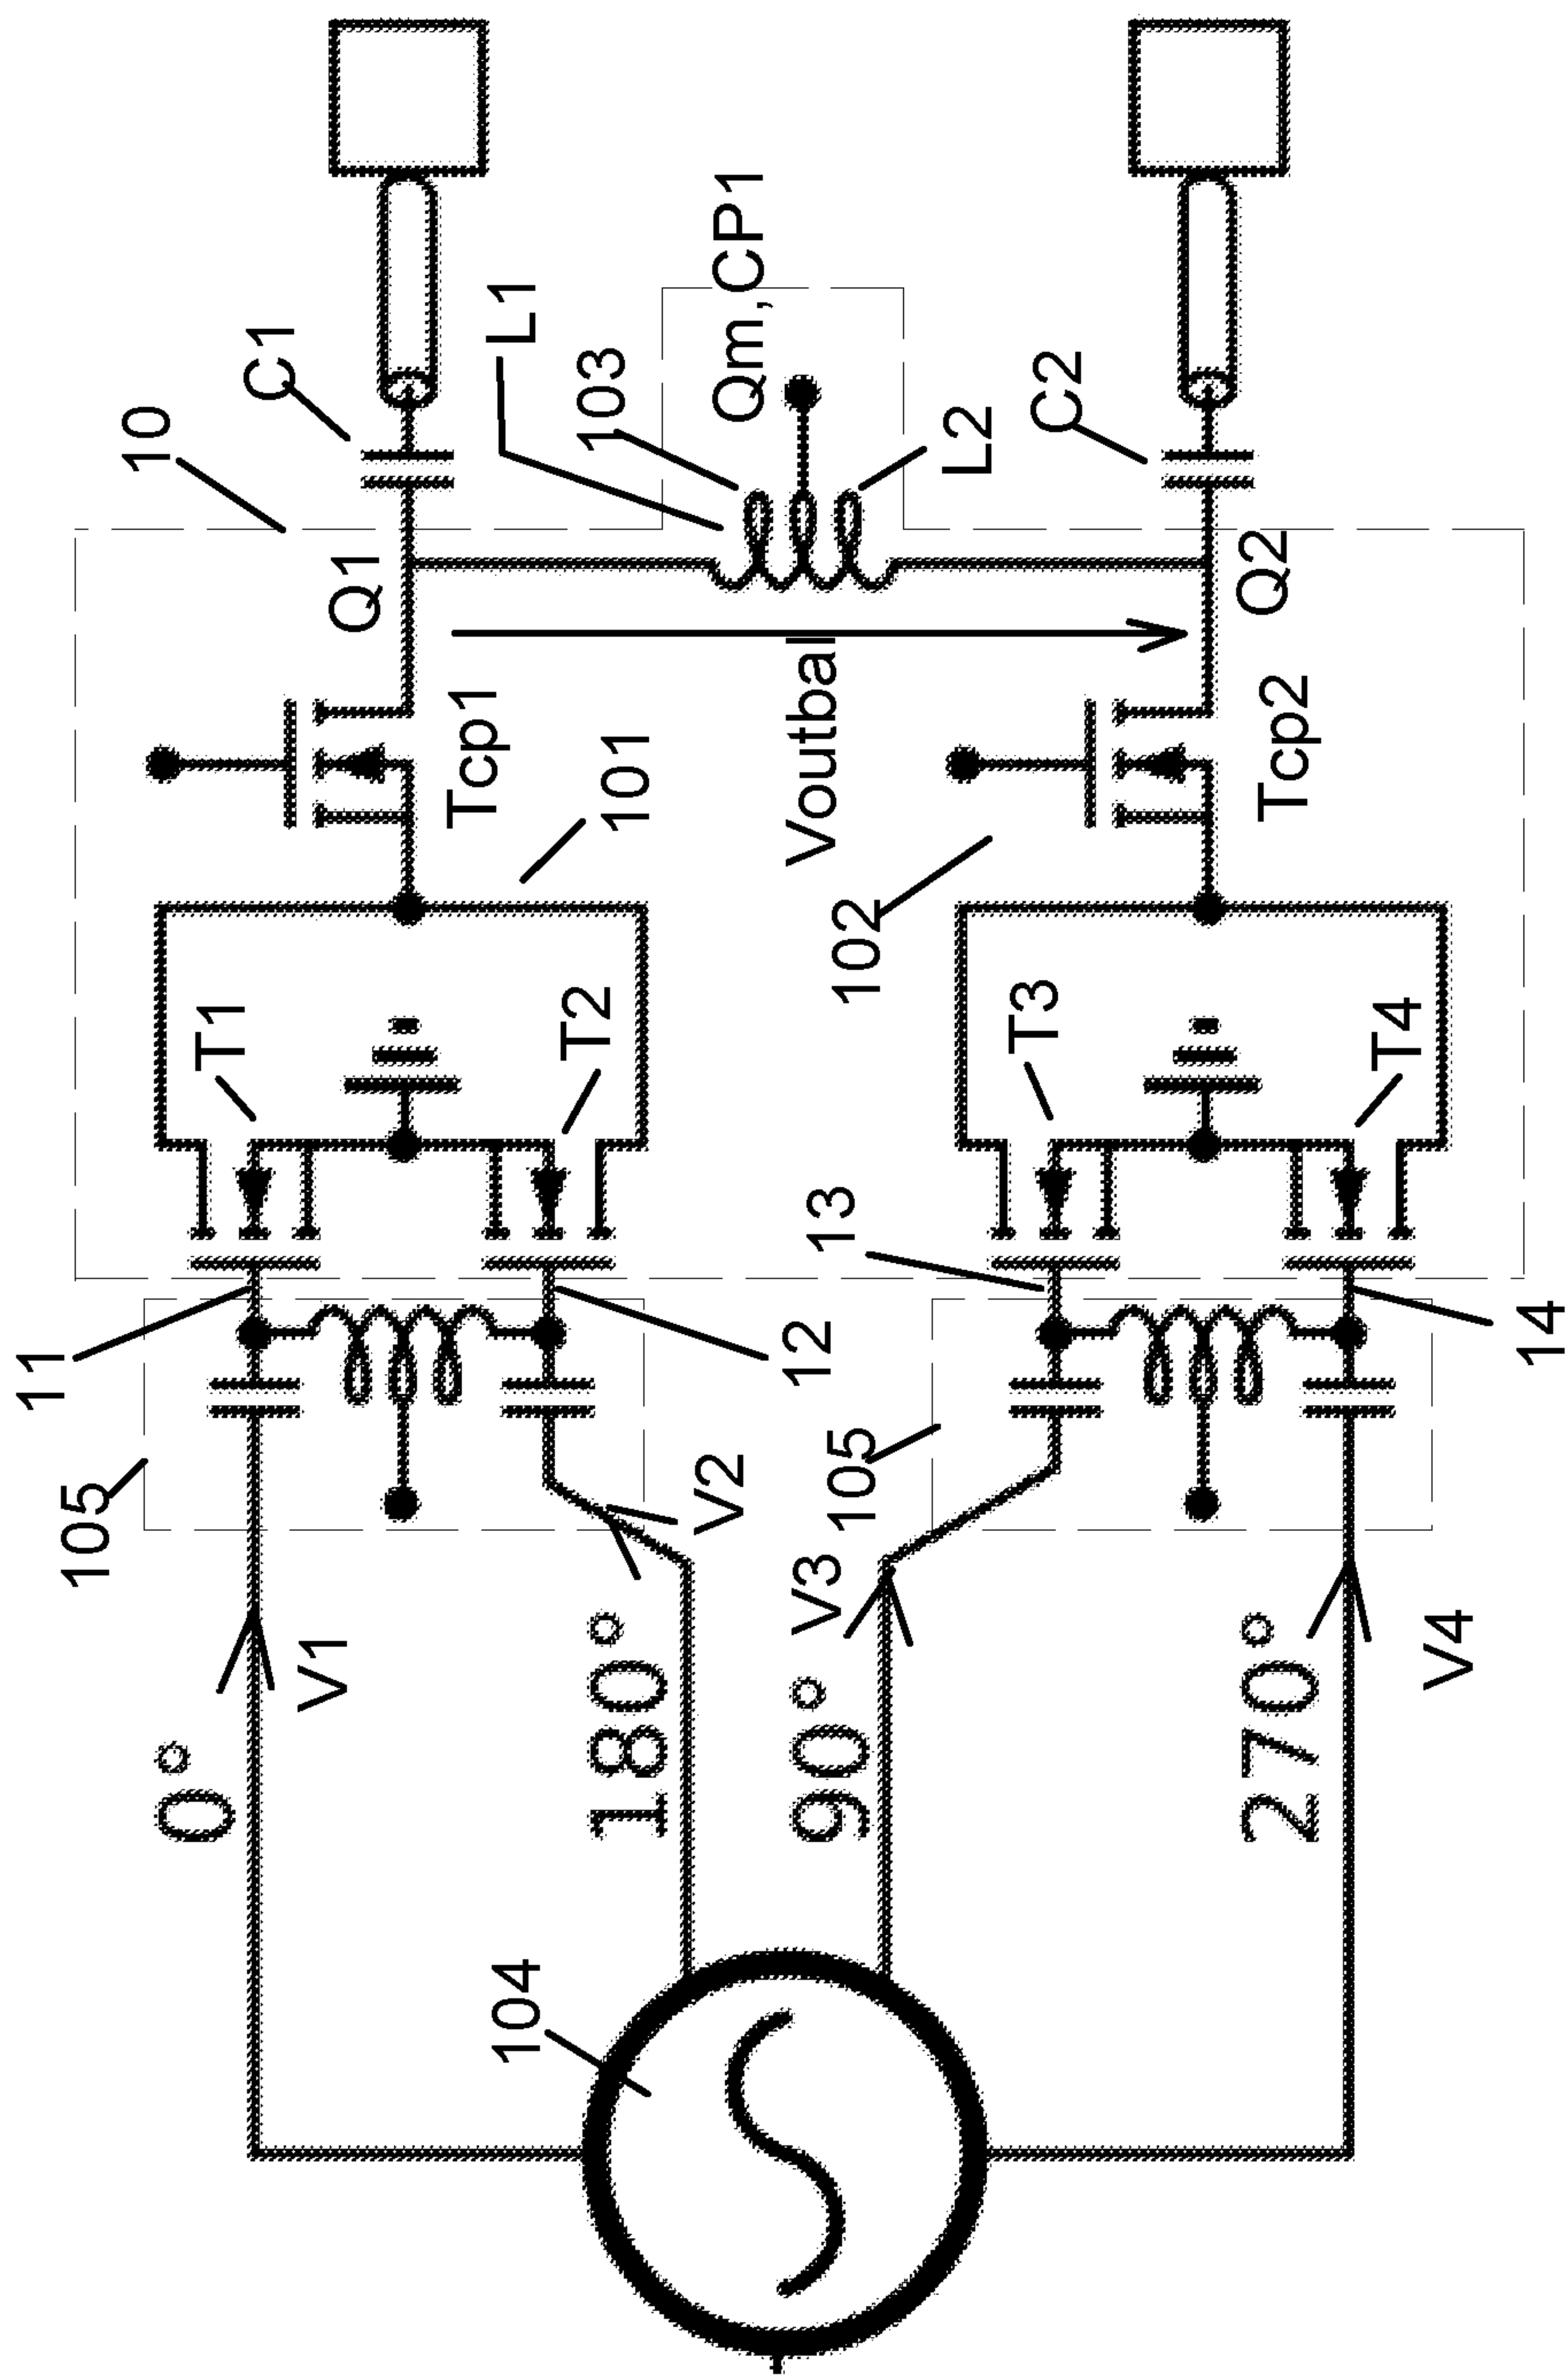 10
C1
Q1
L1
103
Qm,CP1
L2
C2
Q2
Tcp1
101
Voutbal
102
Tcp2
T1
T2
T3
T4
11
12
13
14
105
105
V1
V2
V3
V4
0°
180°
90°
270°
104